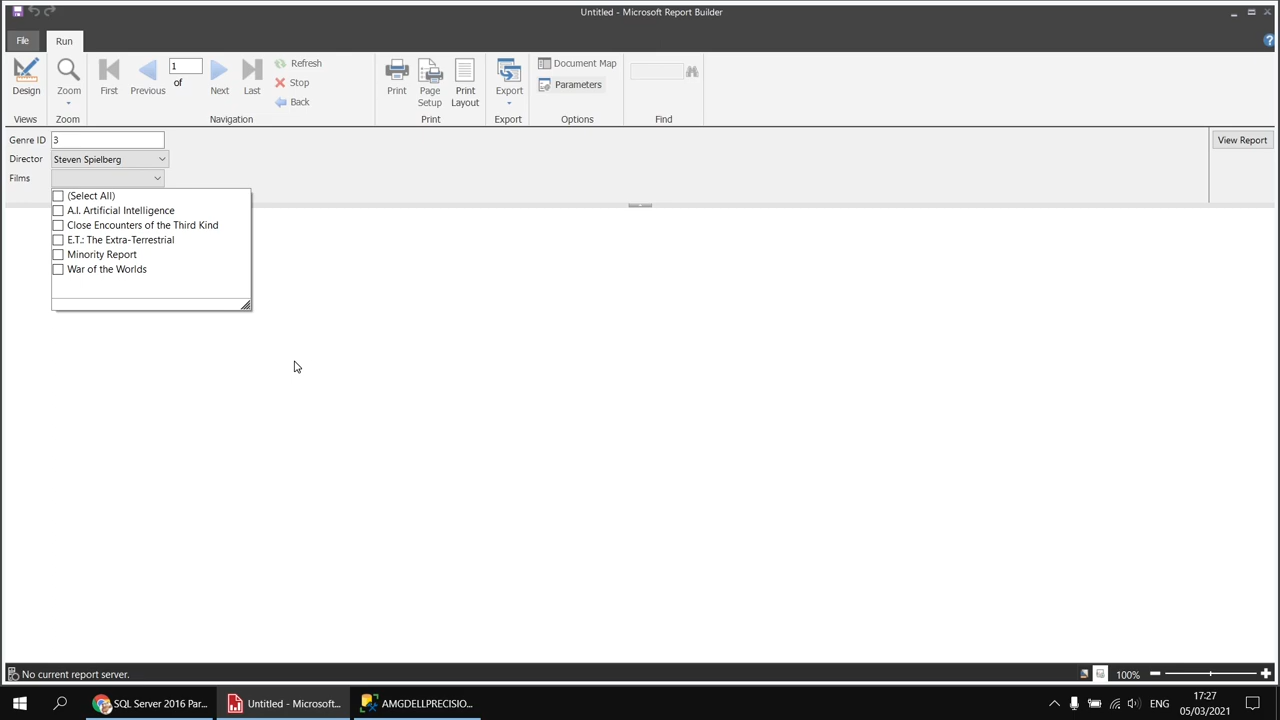 Untitled - Microsoft Report Builder
File
Run
Design
Zoom
First
Previous
1
of
Next
Last
Refresh
Stop
Back
Print
Page
Setup
Print
Layout
Export
Document Map
Parameters
Views
Zoom
Navigation
Print
Export
Options
Find
Genre ID 3
View Report
Director Steven Spielberg
Films
(Select All)
A.I. Artificial Intelligence
Close Encounters of the Third Kind
E.T.: The Extra-Terrestrial
Minority Report
War of the Worlds
No current report server.
100%
SQL Server 2016 Par...
Untitled - Microsoft...
AMGDELLPRECISIO...
ENG
17:27
05/03/2021